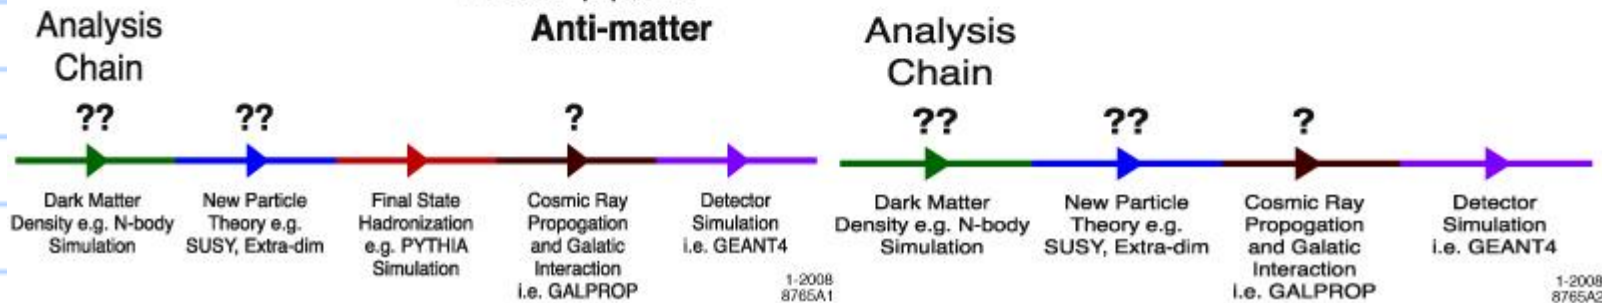 Analysis
Chain
Anti-matter
??
??
?
Dark Matter
Density e.g. N-body
Simulation
New Particle
Theory e.g.
SUSY, Extra-dim
Final State
Hadronization
e.g. PYTHIA
Simulation
Cosmic Ray
Propogation
and Galatic
Interaction
i.e. GALPROP
Detector
Simulation
i.e. GEANT4
1-2008
8765A1
Analysis
Chain
??
??
?
Dark Matter
Density e.g. N-body
Simulation
New Particle
Theory e.g.
SUSY, Extra-dim
Cosmic Ray
Propogation
and Galatic
Interaction
i.e. GALPROP
Detector
Simulation
i.e. GEANT4
1-2008
8765A2